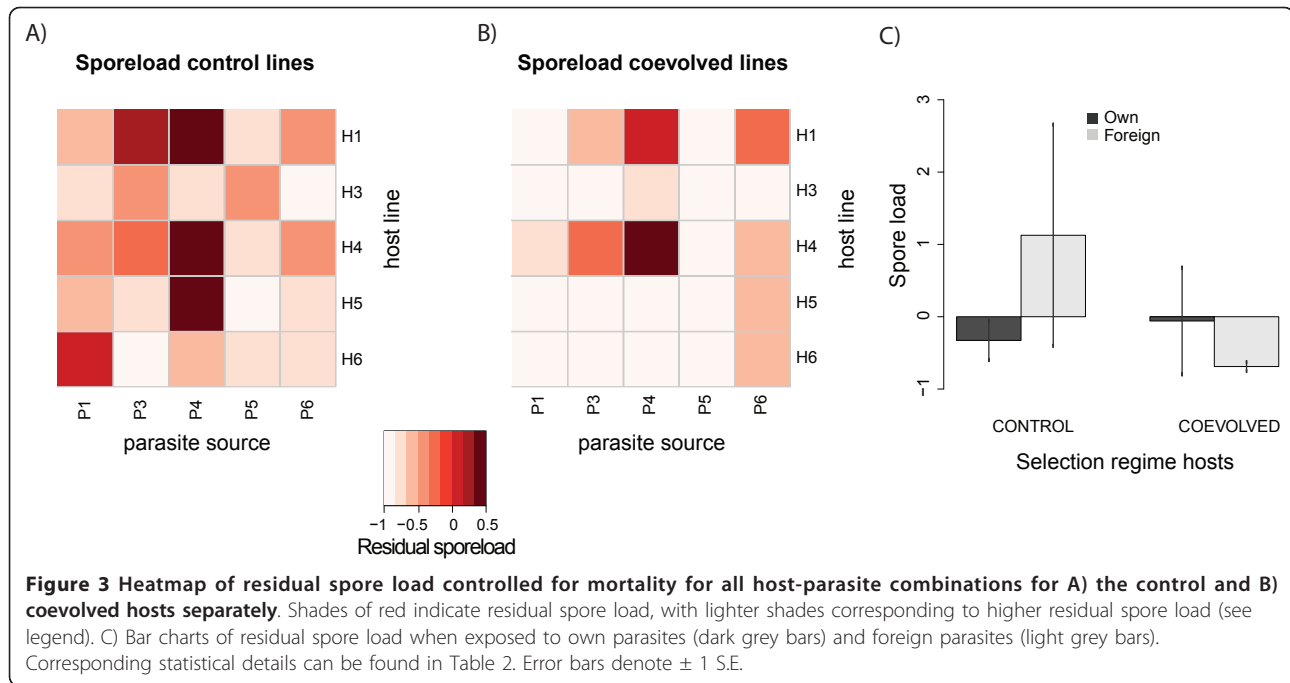 A)
Sporeload control lines
H1
H3
H4
H5
H6
host line
P1 P3 P4 P5 P6
parasite source
B)
Sporeload coevolved lines
H1
H3
H4
H5
H6
host line
P1 P3 P4 P5 P6
parasite source
−1 −0.5 0 0.5
Residual sporeload
C)
Own
Foreign
3
2
1
0
−1
Spore load
CONTROL COEVOLVED
Selection regime hosts
Figure 3 Heatmap of residual spore load controlled for mortality for all host-parasite combinations for A) the control and B)
coevolved hosts separately. Shades of red indicate residual spore load, with lighter shades corresponding to higher residual spore load (see
legend). C) Bar charts of residual spore load when exposed to own parasites (dark grey bars) and foreign parasites (light grey bars).
Corresponding statistical details can be found in Table 2. Error bars denote ± 1 S.E.